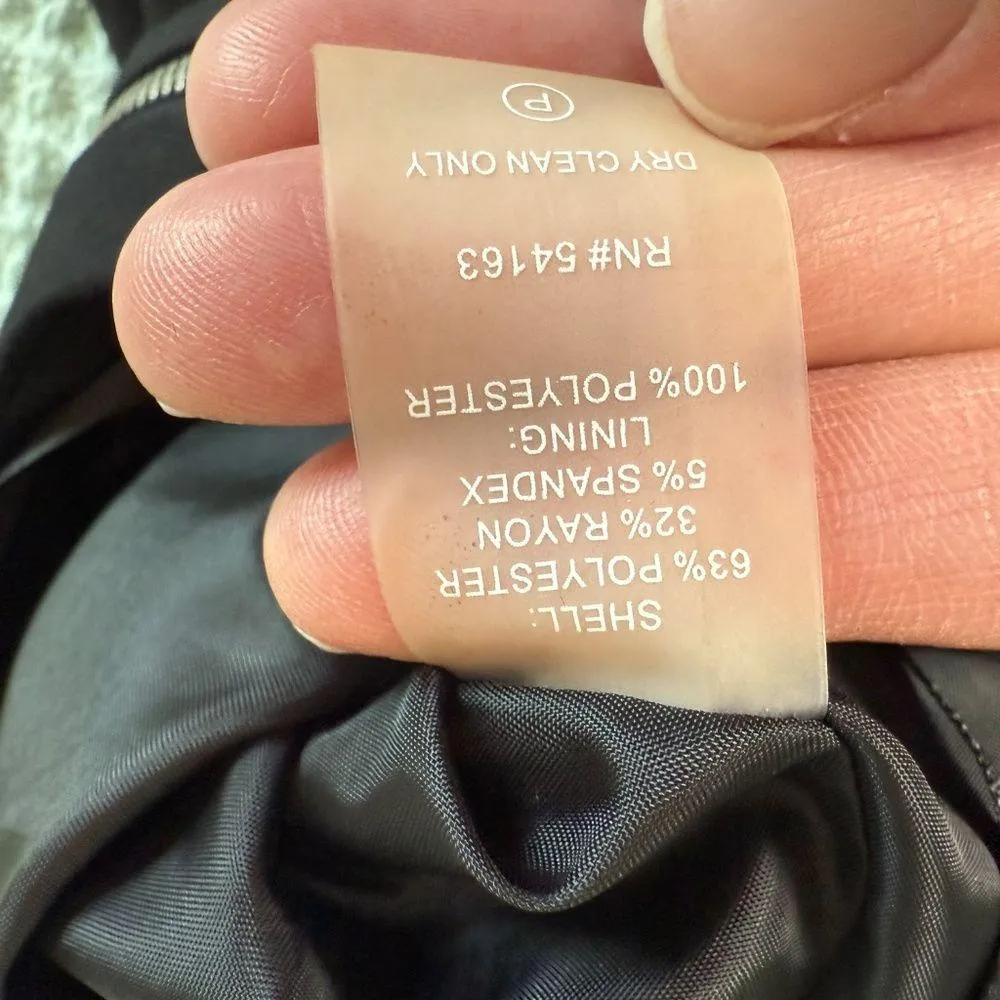 SHELL:
63% POLYESTER
32% RAYON
5% SPANDEX
LINING:
100% POLYESTER
RN# 54163
DRY CLEAN ONLY
P